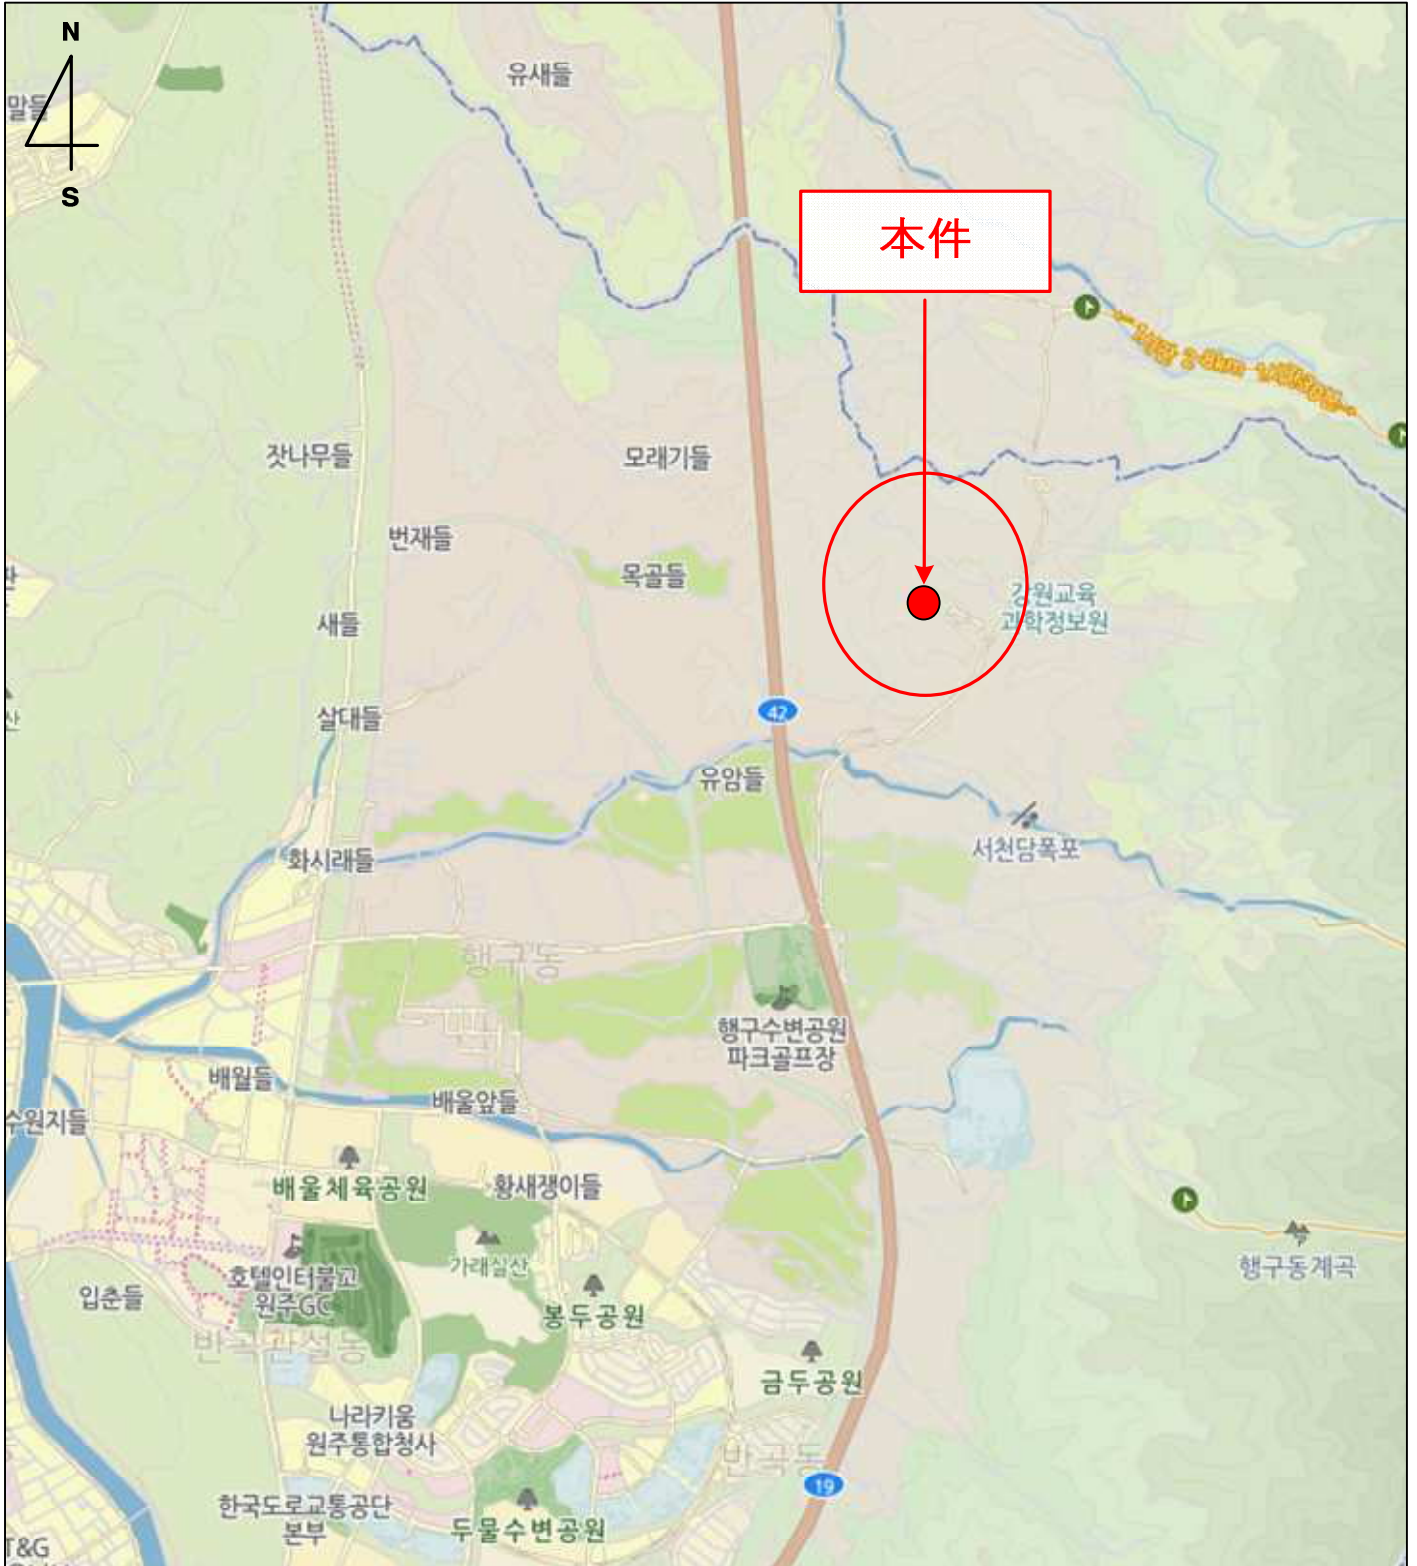 N
S
유새들
말들
本件
잣나무들
모래기들
번재들
목골들
강원교육
과학정보원
새들
살대들
산
42
유암들
서천담폭포
화시래들
행구동
행구수변공원
파크골프장
배월들
배울앞들
수원지들
배울체육공원
황새쟁이들
가래실산
호텔인터불고
원주GC
입춘들
봉두공원
행구동계곡
반곡관설동
금두공원
나라키움
원주통합청사
반곡동
19
한국도로교통공단
본부
두물수변공원
T&G